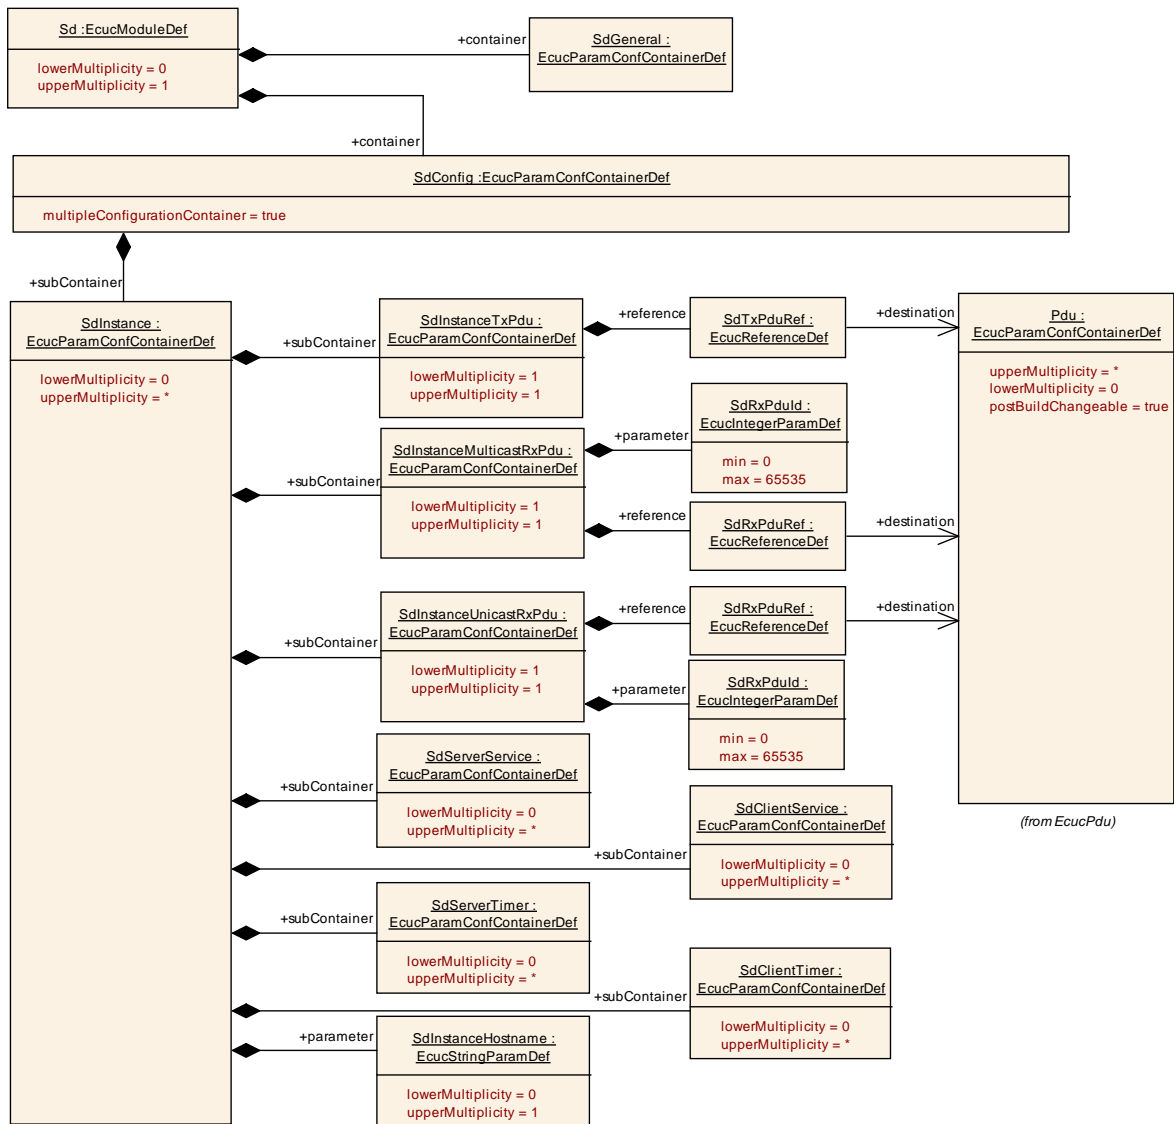 Sd :EcucModuleDef
lowerMultiplicity = 0
upperMultiplicity = 1
+container
SdGeneral :
EcucParamConfContainerDef
+container
SdConfig :EcucParamConfContainerDef
multipleConfigurationContainer = true
+subContainer
SdInstance :
EcucParamConfContainerDef
lowerMultiplicity = 0
upperMultiplicity = *
+subContainer
SdInstanceTxPdu :
EcucParamConfContainerDef
lowerMultiplicity = 1
upperMultiplicity = 1
+reference
SdTxPduRef :
EcucReferenceDef
+destination
Pdu :
EcucParamConfContainerDef
upperMultiplicity = *
lowerMultiplicity = 0
postBuildChangeable = true
(from EcucPdu)
+subContainer
SdInstanceMulticastRxPdu :
EcucParamConfContainerDef
lowerMultiplicity = 1
upperMultiplicity = 1
+parameter
SdRxPduId :
EcucIntegerParamDef
min = 0
max = 65535
+reference
SdRxPduRef :
EcucReferenceDef
+destination
+subContainer
SdInstanceUnicastRxPdu :
EcucParamConfContainerDef
lowerMultiplicity = 1
upperMultiplicity = 1
+reference
SdRxPduRef :
EcucReferenceDef
+destination
+parameter
SdRxPduId :
EcucIntegerParamDef
min = 0
max = 65535
+subContainer
SdServerService :
EcucParamConfContainerDef
lowerMultiplicity = 0
upperMultiplicity = *
+subContainer
SdClientService :
EcucParamConfContainerDef
lowerMultiplicity = 0
upperMultiplicity = *
+subContainer
SdServerTimer :
EcucParamConfContainerDef
lowerMultiplicity = 0
upperMultiplicity = *
+subContainer
SdClientTimer :
EcucParamConfContainerDef
lowerMultiplicity = 0
upperMultiplicity = *
+parameter
SdInstanceHostname :
EcucStringParamDef
lowerMultiplicity = 0
upperMultiplicity = 1